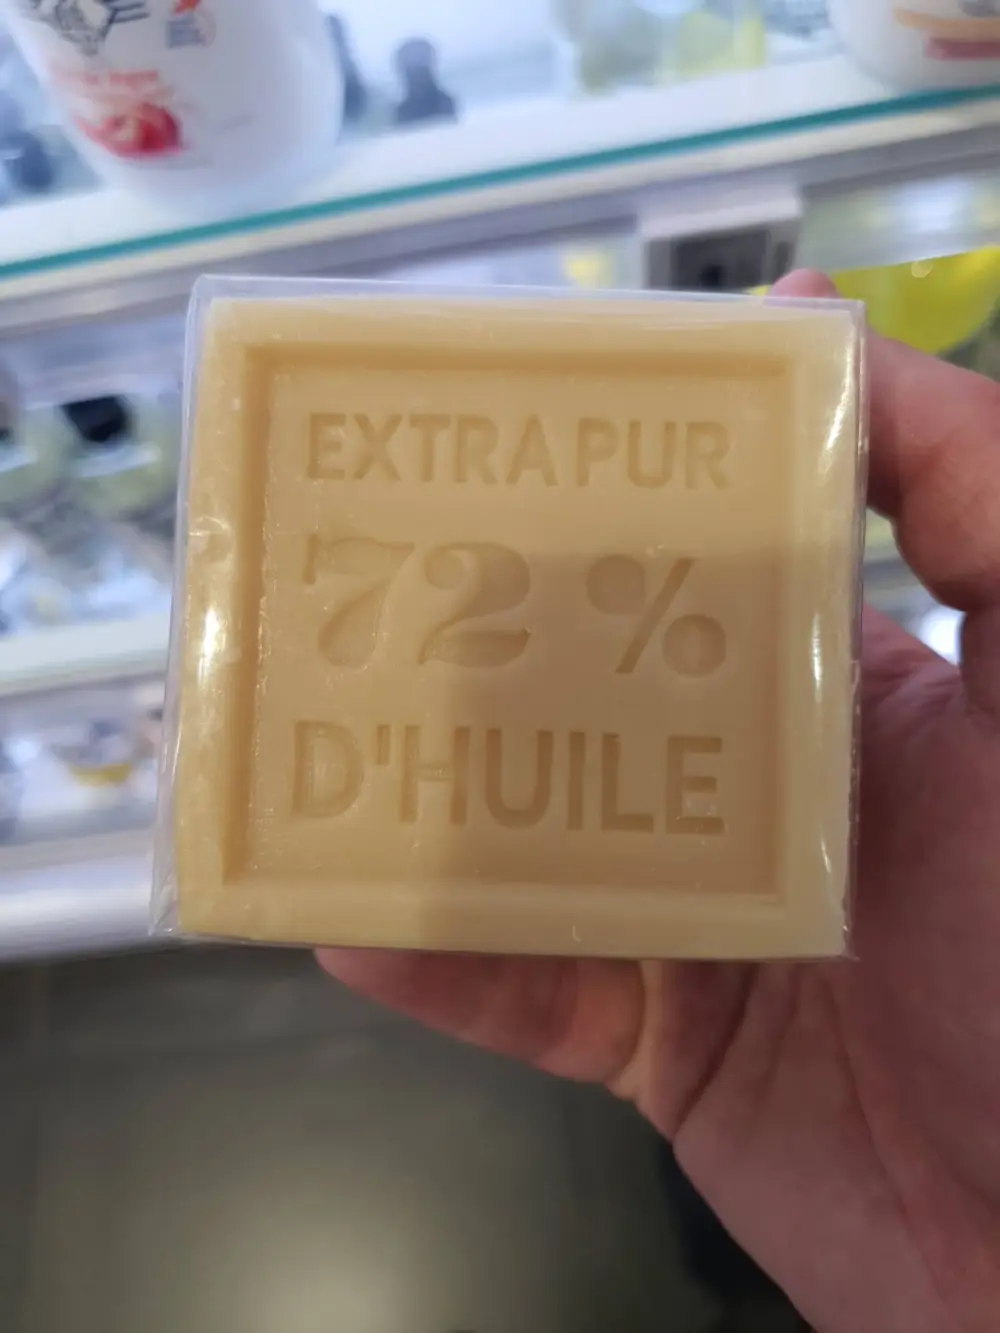 EXTRA PUR
72 %
D'HUILE